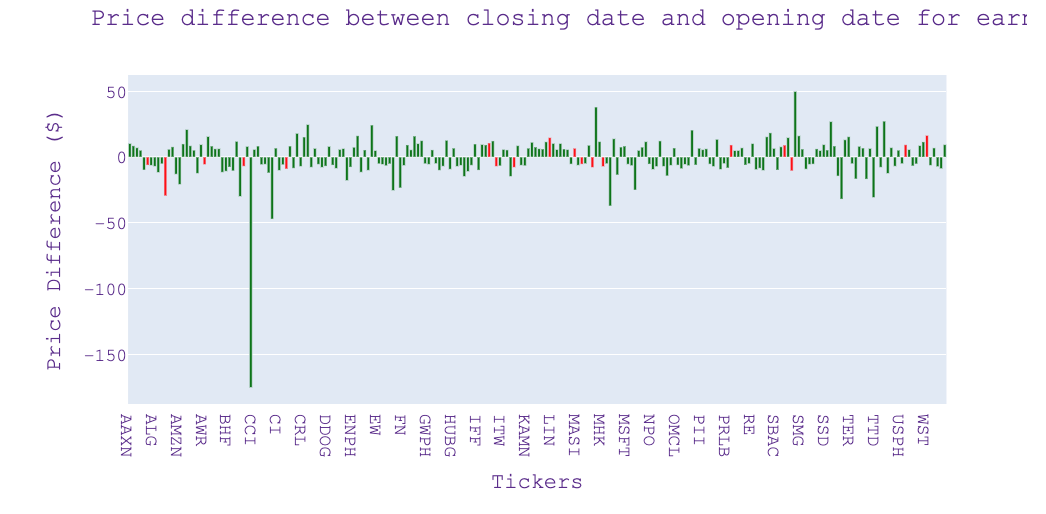 Price difference between closing date and opening date for
Price Difference ($)
50
0
−50
−100
−150
AAXN ALG AMZN AWR BHF CCI CI CRL DDOG ENPH EW FN GWPH HUBG IFF ITW KAMN LIN MASI MHK MSFT NPO OMCL PII PRLB RE SBAC SMG SSD TER TTD USPH WST
Tickers